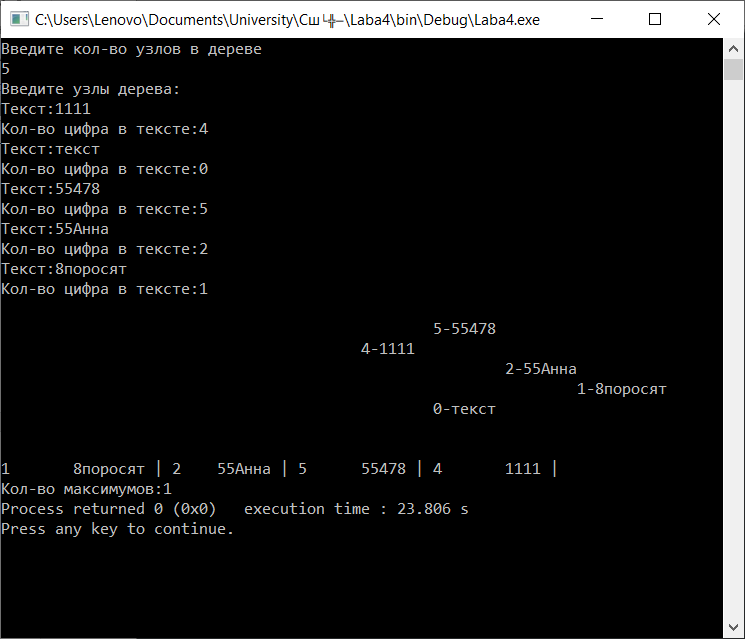 C:\Users\Lenovo\Documents\University\Сш└╬─\Laba4\bin\Debug\Laba4.exe
Введите кол-во узлов в дереве
5
Введите узлы дерева:
Текст:1111
Кол-во цифра в тексте:4
Текст:текст
Кол-во цифра в тексте:0
Текст:55478
Кол-во цифра в тексте:5
Текст:55Анна
Кол-во цифра в тексте:2
Текст:8поросят
Кол-во цифра в тексте:1
5-55478
4-1111
2-55Анна
1-8поросят
0-текст
1 8поросят | 2 55Анна | 5 55478 | 4 1111 |
Кол-во максимумов:1
Process returned 0 (0x0) execution time : 23.806 s
Press any key to continue.